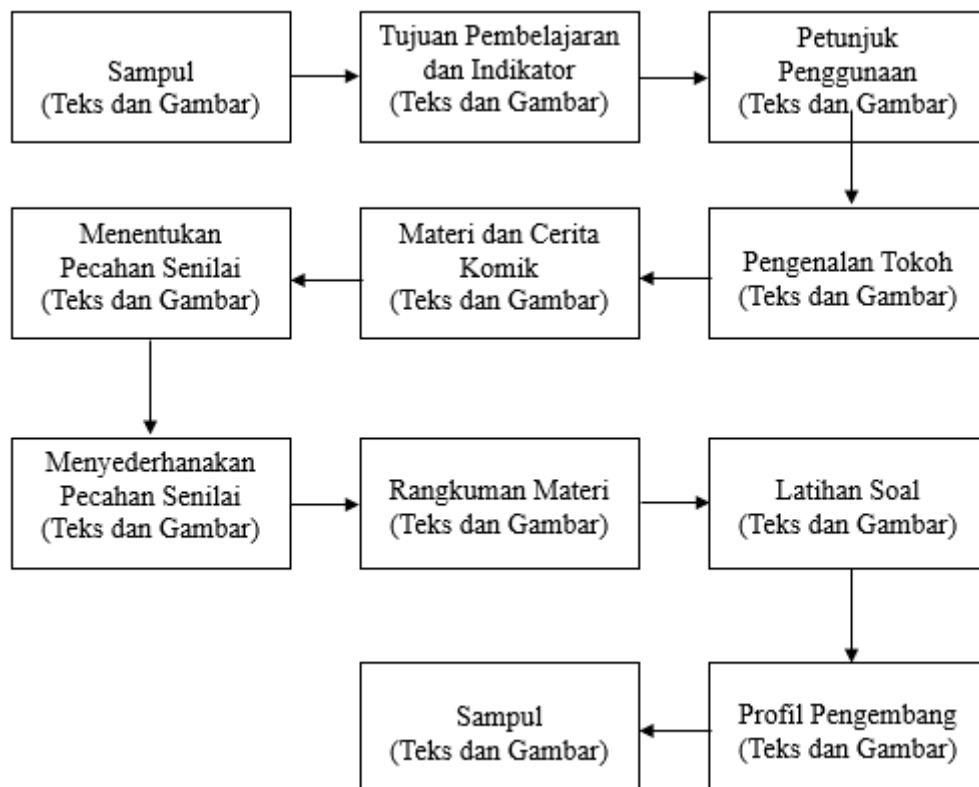 Sampul
(Teks dan Gambar)
Tujuan Pembelajaran
dan Indikator
(Teks dan Gambar)
Petunjuk
Penggunaan
(Teks dan Gambar)
Pengenalan Tokoh
(Teks dan Gambar)
Materi dan Cerita
Komik
(Teks dan Gambar)
Menentukan
Pecahan Senilai
(Teks dan Gambar)
Menyederhanakan
Pecahan Senilai
(Teks dan Gambar)
Rangkuman Materi
(Teks dan Gambar)
Latihan Soal
(Teks dan Gambar)
Profil Pengembang
(Teks dan Gambar)
Sampul
(Teks dan Gambar)